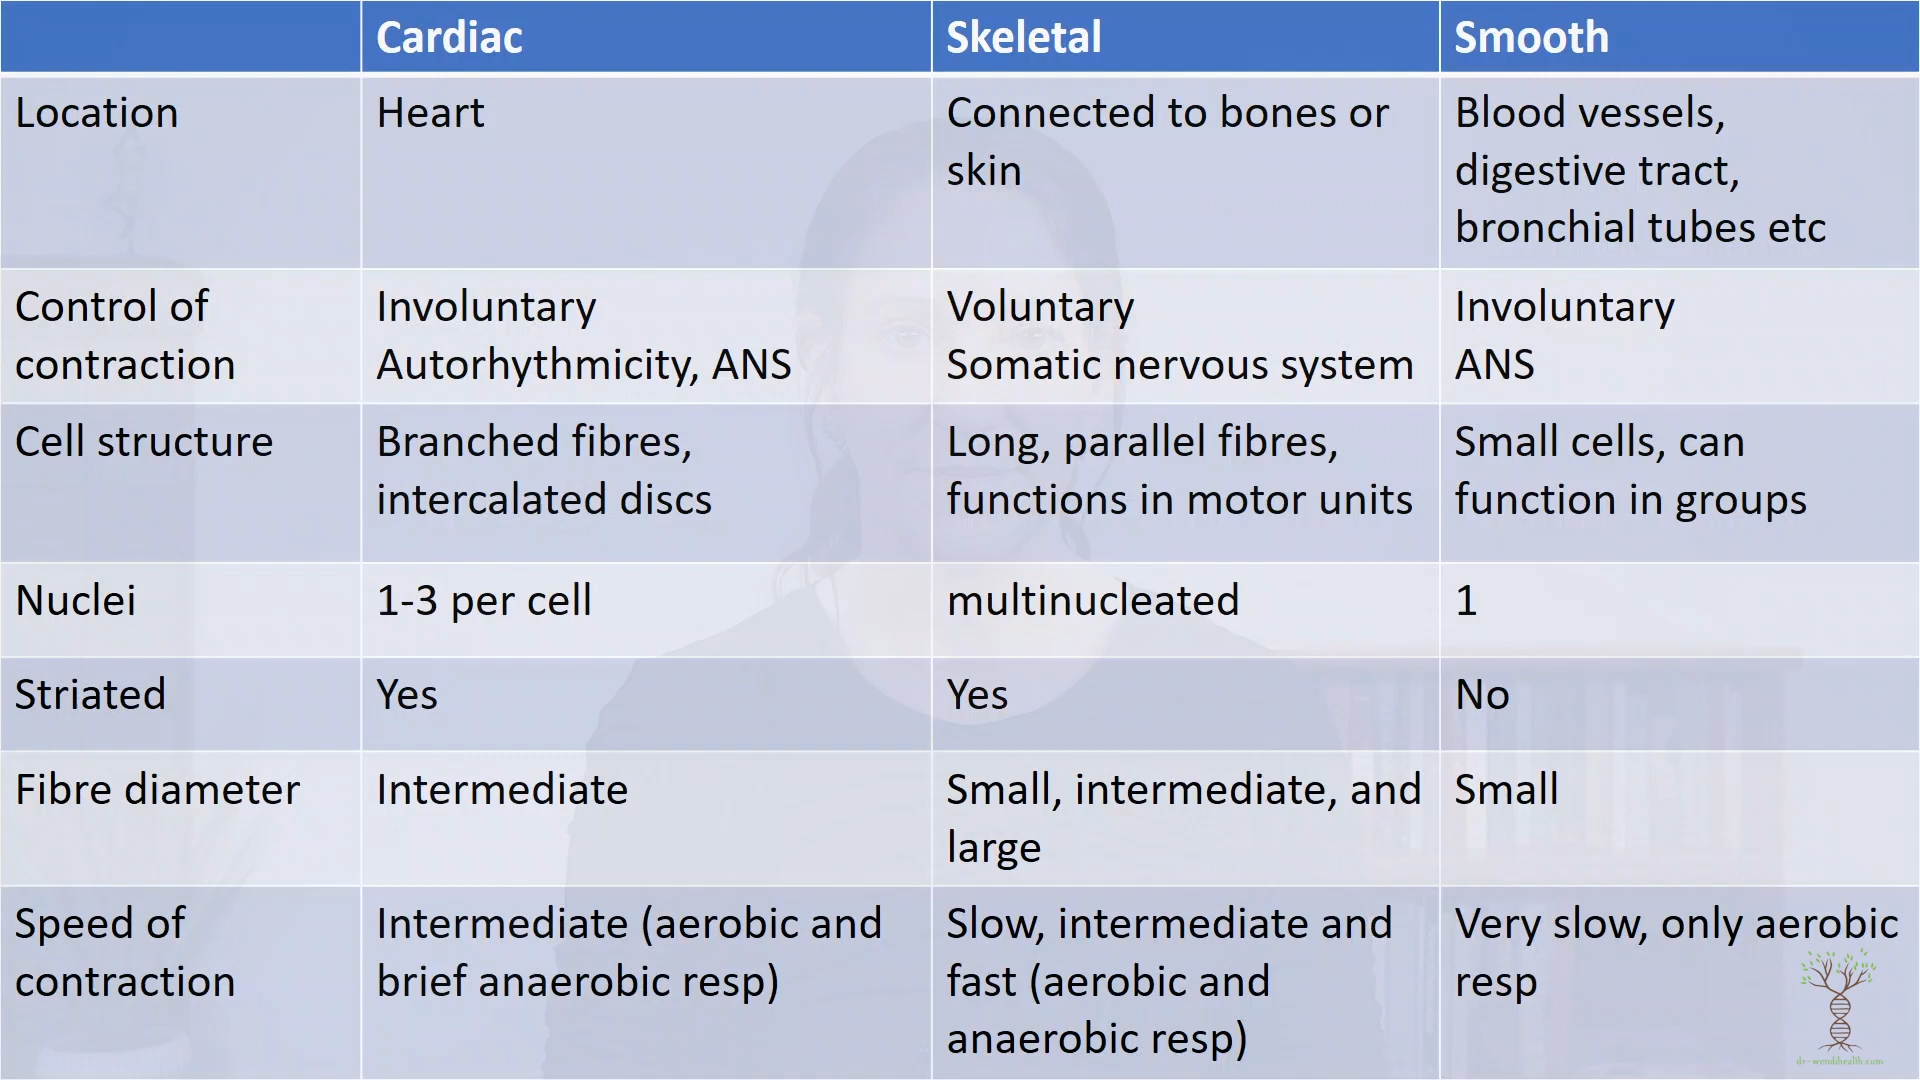 Cardiac
Skeletal
Smooth
Location
Heart
Connected to bones or
skin
Blood vessels,
digestive tract,
bronchial tubes etc
Control of
contraction
Involuntary
Autorhythmicity, ANS
Voluntary
Somatic nervous system
Involuntary
ANS
Cell structure
Branched fibres,
intercalated discs
Long, parallel fibres,
functions in motor units
Small cells, can
function in groups
Nuclei
1-3 per cell
multinucleated
1
Striated
Yes
Yes
No
Fibre diameter
Intermediate
Small, intermediate, and
large
Small
Speed of
contraction
Intermediate (aerobic and
brief anaerobic resp)
Slow, intermediate and
fast (aerobic and
anaerobic resp)
Very slow, only aerobic
resp
dr-wendihealth.com